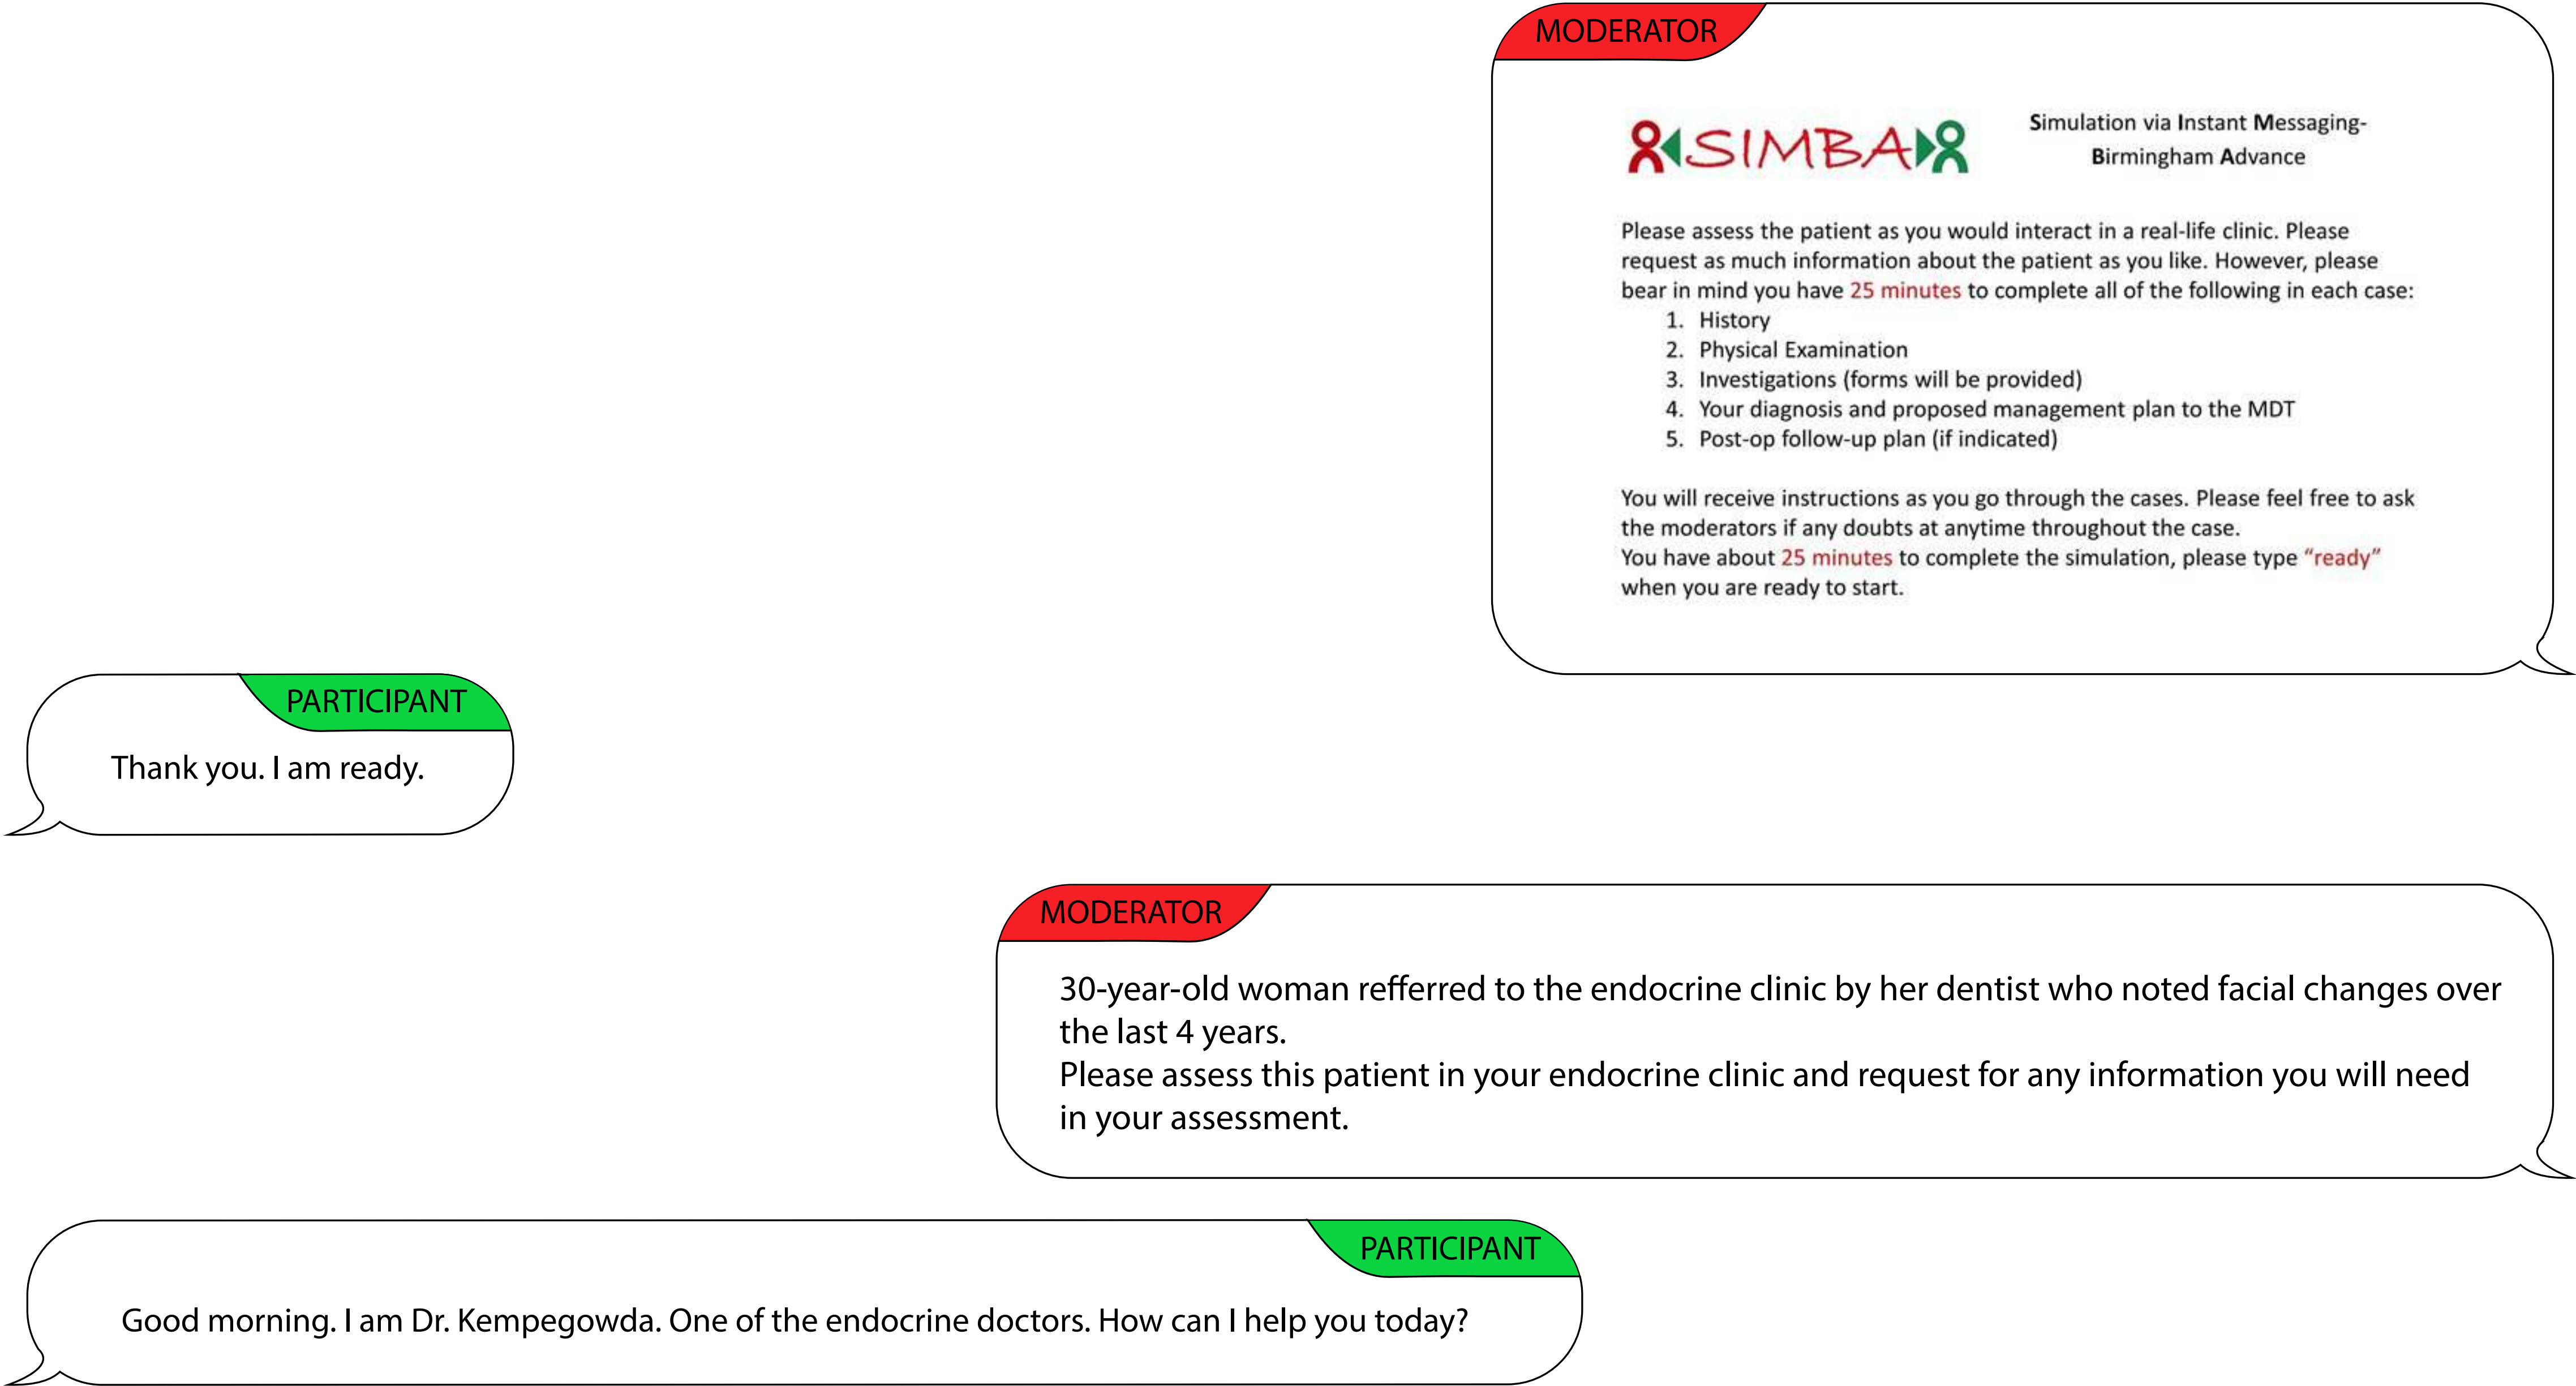 MODERATOR
SIMBA
Simulation via Instant Messaging-
Birmingham Advance
Please assess the patient as you would interact in a real-life clinic. Please
request as much information about the patient as you like. However, please
bear in mind you have 25 minutes to complete all of the following in each case:
1. History
2. Physical Examination
3. Investigations (forms will be provided)
4. Your diagnosis and proposed management plan to the MDT
5. Post-op follow-up plan (if indicated)
You will receive instructions as you go through the cases. Please feel free to ask
the moderators if any doubts at anytime throughout the case.
You have about 25 minutes to complete the simulation, please type “ready”
when you are ready to start.
PARTICIPANT
Thank you. I am ready.
MODERATOR
30-year-old woman refferred to the endocrine clinic by her dentist who noted facial changes over
the last 4 years.
Please assess this patient in your endocrine clinic and request for any information you will need
in your assessment.
PARTICIPANT
Good morning. I am Dr. Kempegowda. One of the endocrine doctors. How can I help you today?